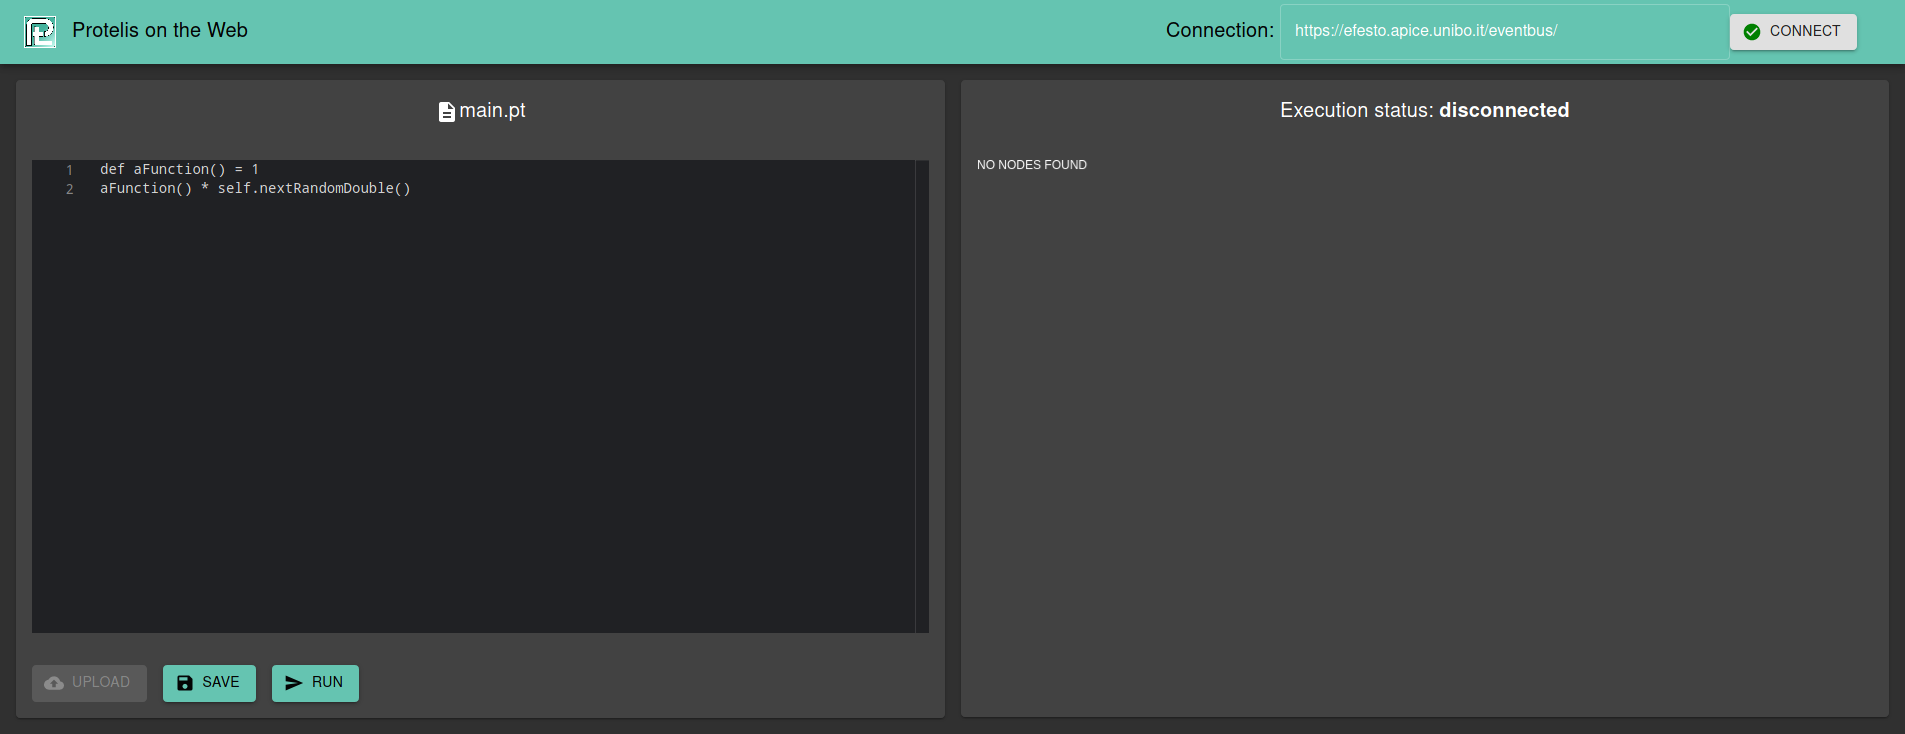 Protelis on the Web
Connection: https://efesto.apice.unibo.it/eventbus/ CONNECT
main.pt
1 def aFunction() = 1
2 aFunction() * self.nextRandomDouble()
UPLOAD SAVE RUN
Execution status: disconnected
NO NODES FOUND